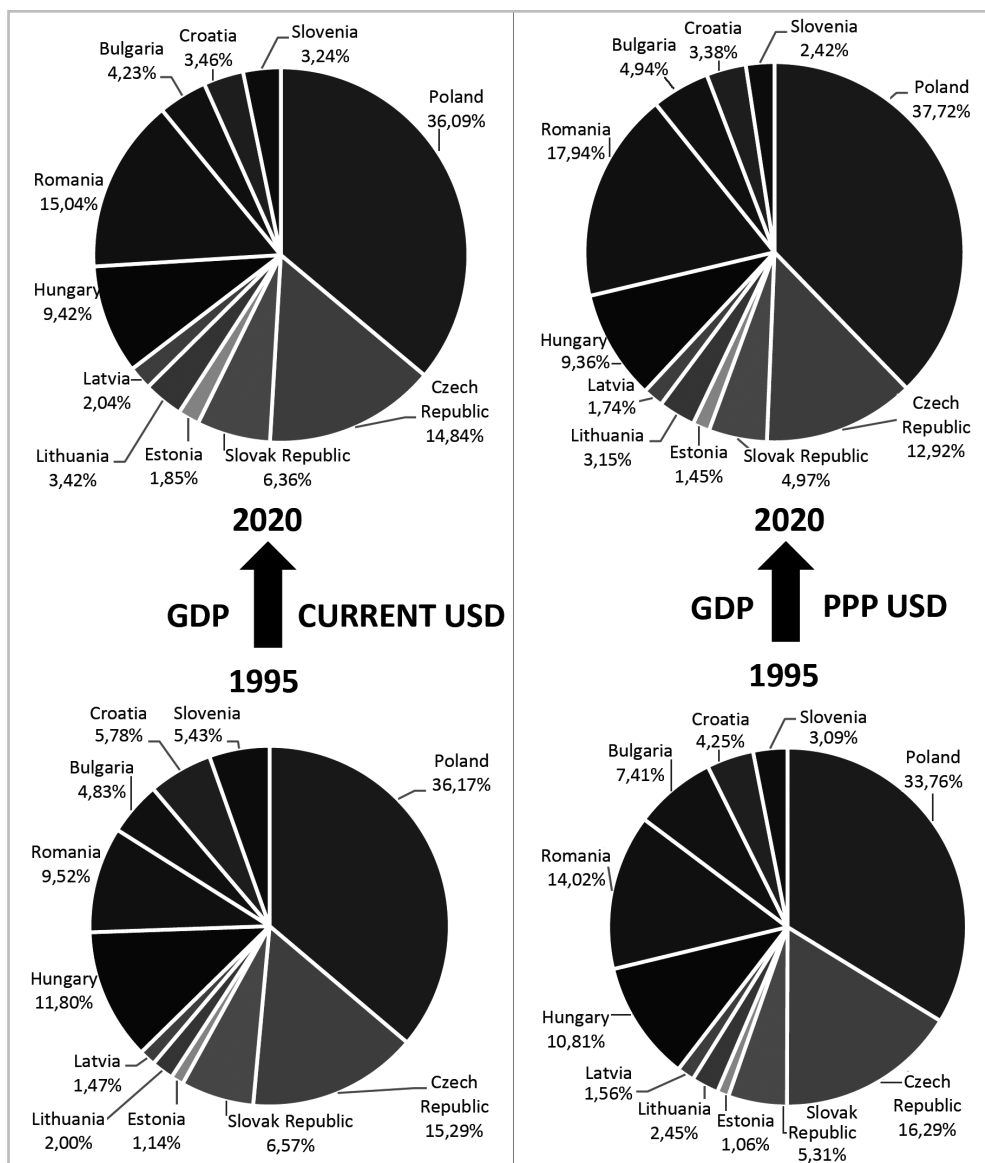 Slovenia
3,24%
Croatia
3,46%
Bulgaria
4,23%
Poland
36,09%
Romania
15,04%
Hungary
9,42%
Latvia
2,04%
Lithuania
3,42%
Estonia
1,85%
Slovak Republic
6,36%
Czech
Republic
14,84%
2020
GDP
CURRENT USD
1995
Croatia
5,78%
Slovenia
5,43%
Bulgaria
4,83%
Poland
36,17%
Romania
9,52%
Hungary
11,80%
Latvia
1,47%
Lithuania
2,00%
Estonia
1,14%
Slovak Republic
6,57%
Czech
Republic
15,29%
Slovenia
2,42%
Croatia
3,38%
Bulgaria
4,94%
Poland
37,72%
Romania
17,94%
Hungary
9,36%
Latvia
1,74%
Lithuania
3,15%
Estonia
1,45%
Slovak Republic
4,97%
Czech
Republic
12,92%
2020
GDP
PPP USD
1995
Slovenia
3,09%
Croatia
4,25%
Bulgaria
7,41%
Poland
33,76%
Romania
14,02%
Hungary
10,81%
Latvia
1,56%
Lithuania
2,45%
Estonia
1,06%
Slovak
Republic
5,31%
Czech
Republic
16,29%